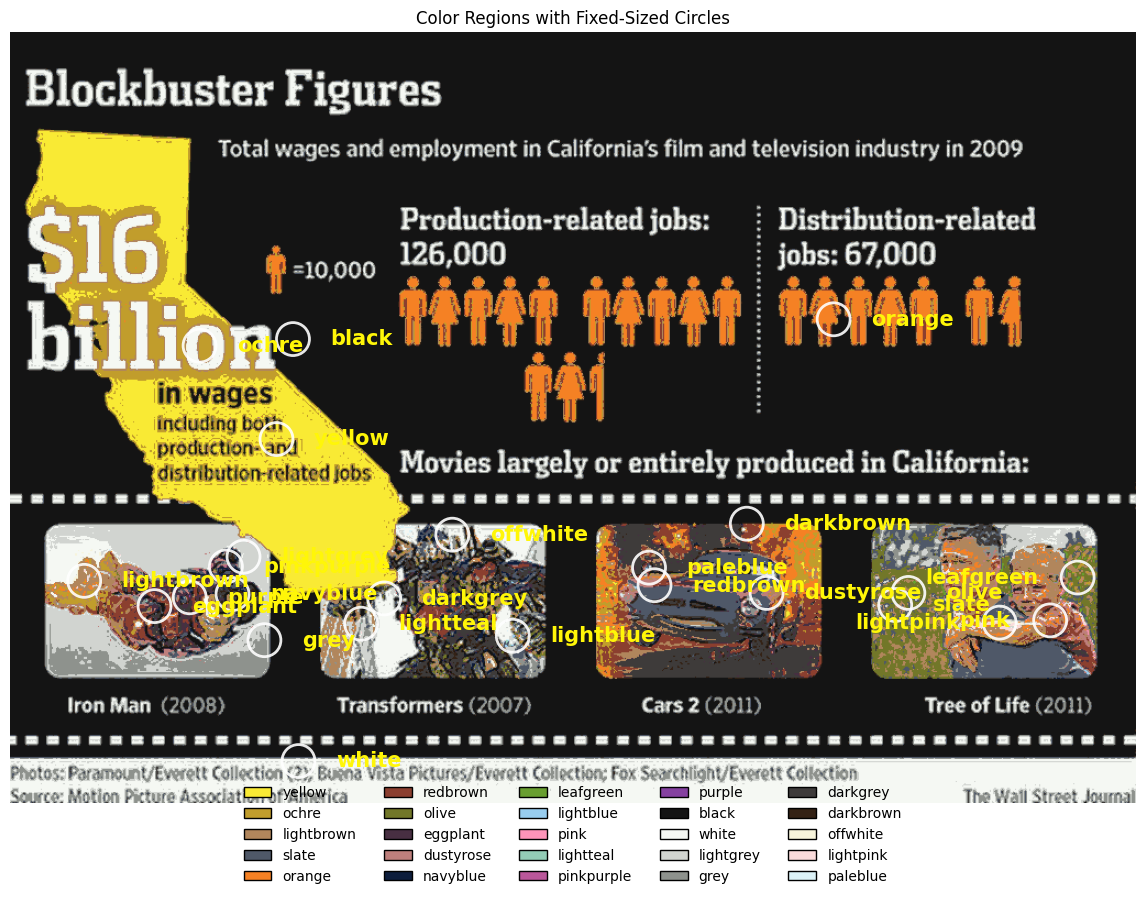 Color Regions with Fixed-Sized Circles
Blockbuster Figures
Total wages and employment in California's film and television industry in 2009
$16
billion
in wages
including both
production- and
distribution-related jobs
=10,000
Production-related jobs:
126,000
Distribution-related
jobs: 67,000
black
ochre
orange
yellow
Movies largely or entirely produced in California:
darkbrown
offwhite
lightgrey
pinkpurple
lightbrown
navyblue
purple
eggplant
grey
darkgrey
lightteal
lightblue
paleblue
redbrown
dustyrose
leafgreen
olive
slate
lightpink
pink
Iron Man (2008)
Transformers (2007)
Cars 2 (2011)
Tree of Life (2011)
white
Photos: Paramount/Everett Collection (2); Buena Vista Pictures/Everett Collection; Fox Searchlight/Everett Collection
Source: Motion Picture Association of America
The Wall Street Journal
yellow redbrown leafgreen purple darkgrey
ochre olive lightblue black darkbrown
lightbrown eggplant pink white offwhite
slate dustyrose lightteal lightgrey lightpink
orange navyblue pinkpurple grey paleblue